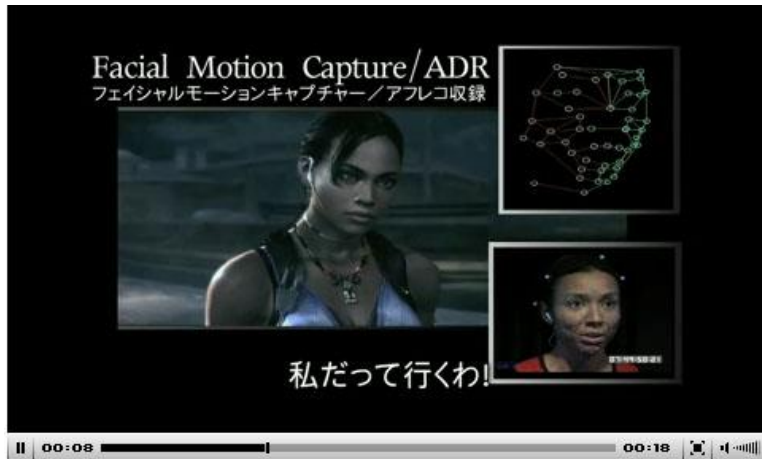 Facial Motion Capture/ADR
フェイシャルモーションキャプチャー／アフレコ収録
私だって行くわ!
00:08
00:18